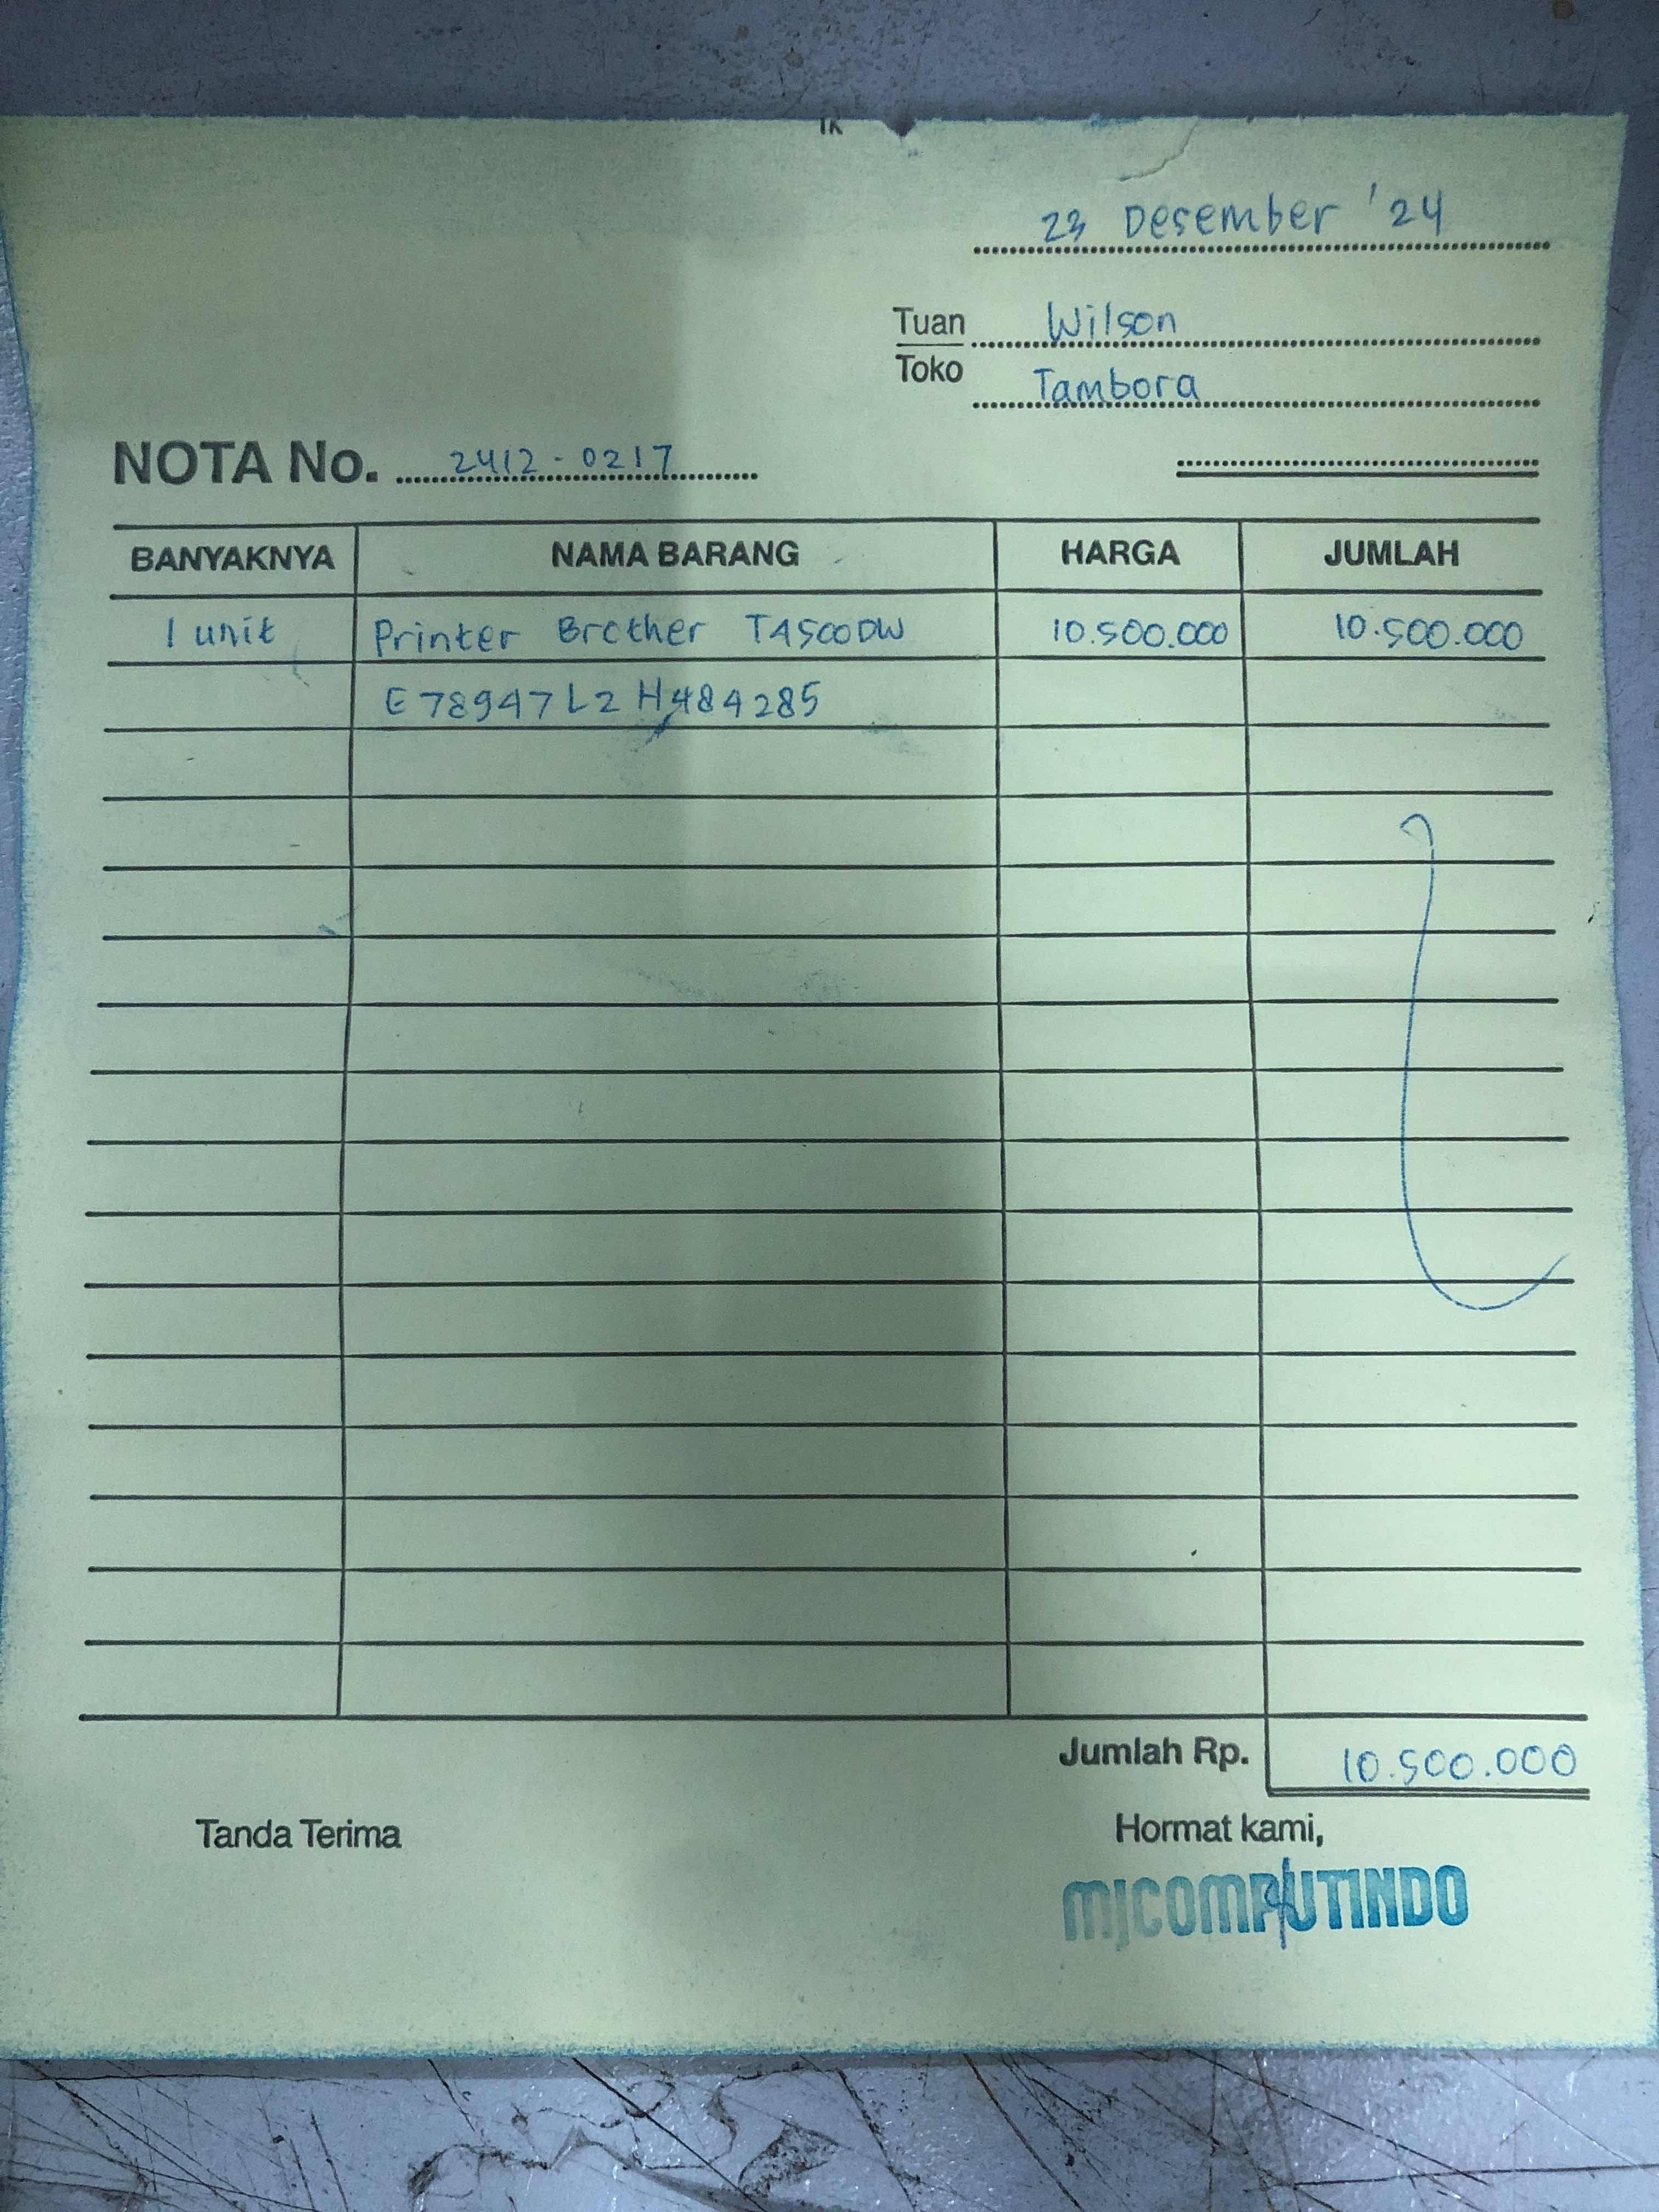 23 Desember '24
Tuan Wilson
Toko Tambora
NOTA No. 2412-0217
BANYAKNYA NAMA BARANG HARGA JUMLAH
1 unit Printer Brother T4500DW 10.500.000 10.500.000
E78947L2H484285
Jumlah Rp. 10.500.000
Tanda Terima Hormat kami,
mjcomputindo